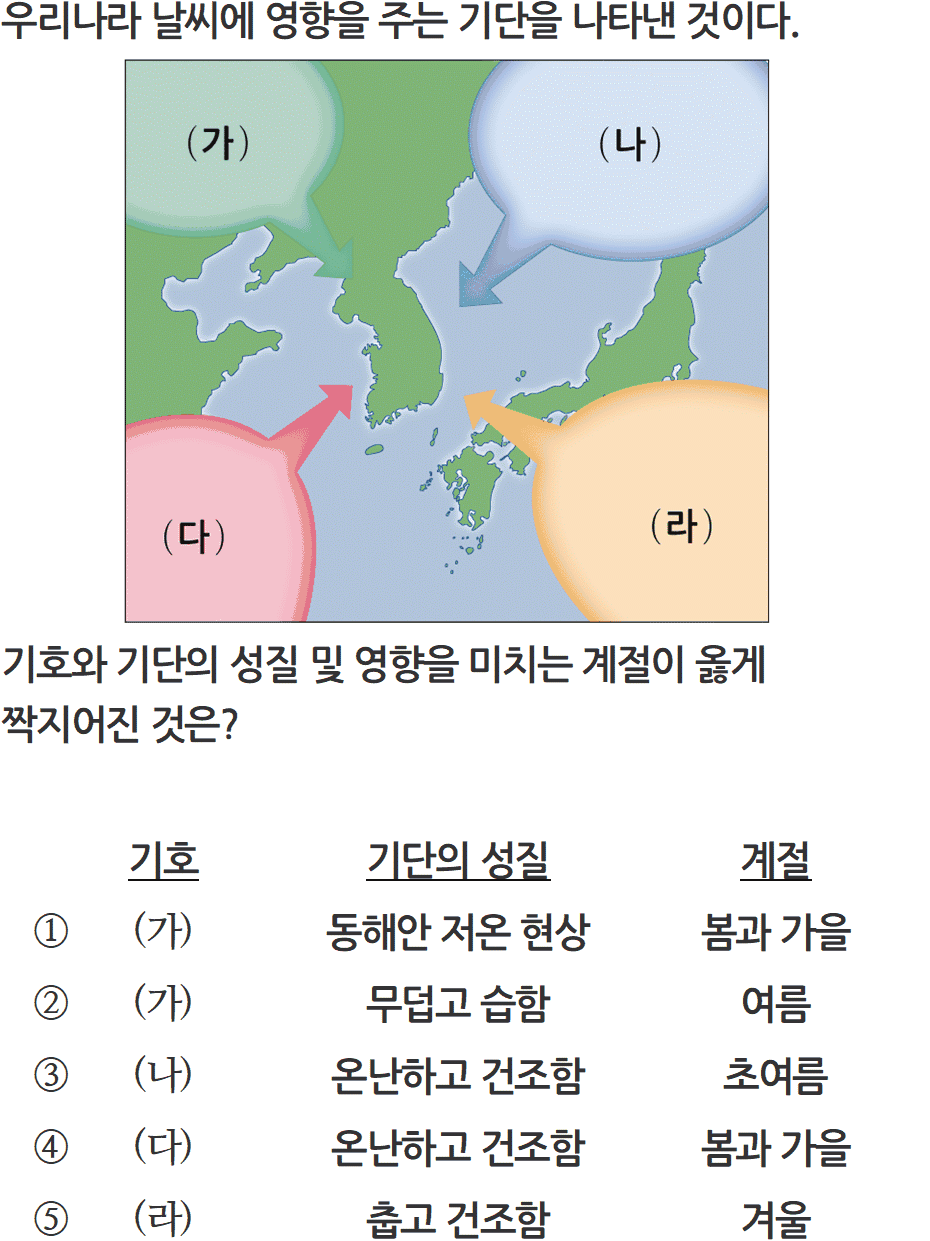 우리나라 날씨에 영향을 주는 기단을 나타낸 것이다.
(가)
(나)
(다)
(라)
기호와 기단의 성질 및 영향을 미치는 계절이 옳게
짝지어진 것은?
기호 기단의 성질 계절
① (가) 동해안 저온 현상 봄과 가을
② (가) 무덥고 습함 여름
③ (나) 온난하고 건조함 초여름
④ (다) 온난하고 건조함 봄과 가을
⑤ (라) 춥고 건조함 겨울